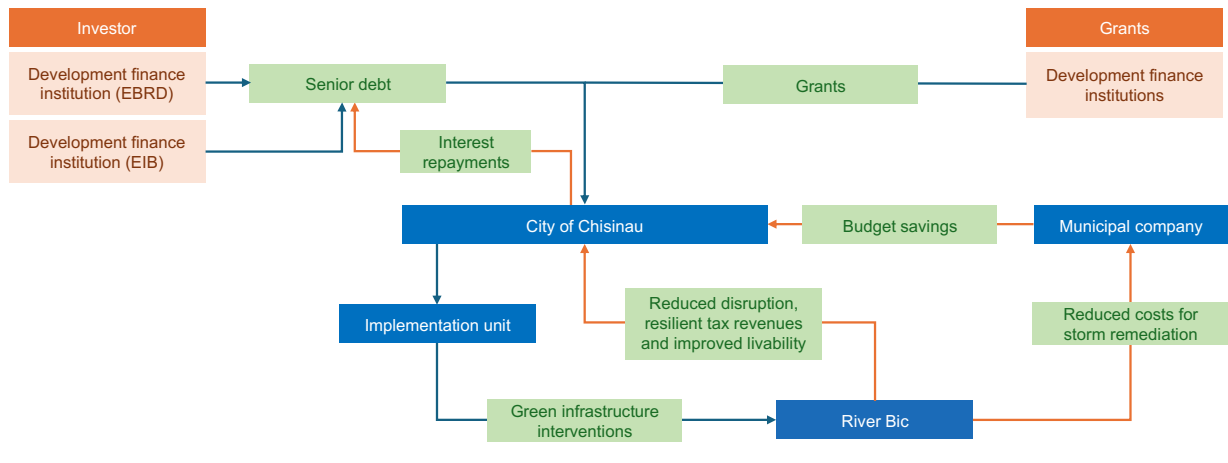 Investor
Grants
Development finance
institution (EBRD)
Senior debt
Grants
Development finance
institutions
Development finance
institution (EIB)
Interest
repayments
City of Chisinau
Budget savings
Municipal company
Implementation unit
Reduced disruption,
resilient tax revenues
and improved livability
Reduced costs for
storm remediation
Green infrastructure
interventions
River Bic